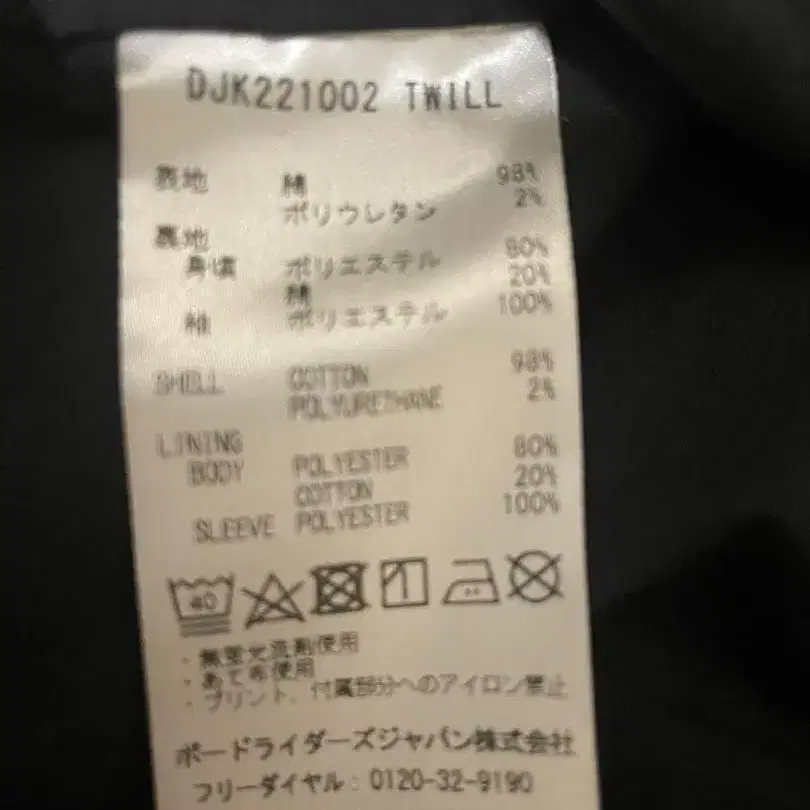 DJK221002 TWILL
表地 綿 98%
ポリウレタン 2%
裏地
身頃 ポリエステル 80%
綿 20%
袖 ポリエステル 100%
SHELL COTTON 98%
POLYURETHANE 2%
LINING
BODY POLYESTER 80%
COTTON 20%
SLEEVE POLYESTER 100%
40
・無蛍光洗剤使用
・あて布使用
・プリント、付属部分へのアイロン禁止
ボードライダーズジャパン株式会社
フリーダイヤル: 0120-32-9190